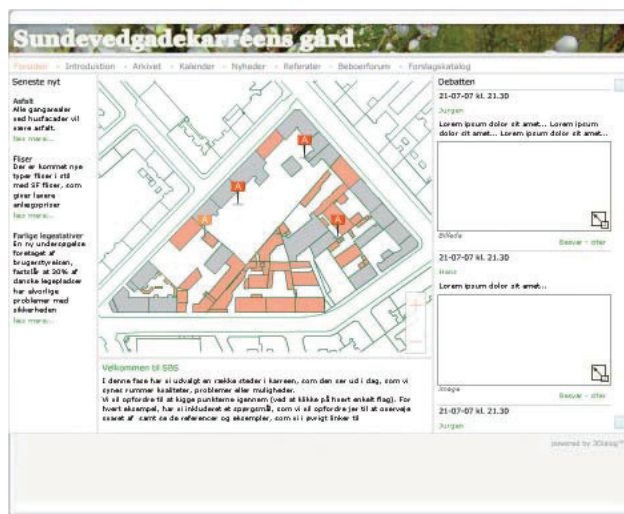 Sundevedgadekarréens gård
Forsiden - Introduktion - Arkivet - Kalender - Nyheder - Referater - Beboerforum - Forslagskatalog
Seneste nyt
Asfalt
Alle gangarealer
ved husfacader vil
være asfalt.
læs mere...
Fliser
Der er kommet nye
typer fliser i stil
med SF fliser, som
giver lavere
anlægspriser
læs mere...
Farlige legestativer
En ny undersøgelse
foretaget af
brugerstyrelsen,
fastslår at 30% af
danske legepladser
har alvorlige
problemer med
sikkerheden
læs mere...
A
A
A
A
+
Velkommen til SBS
I denne fase har vi udvalgt en række steder i karreen, som den ser ud i dag, som vi
synes rummer kvaliteter, problemer eller muligheder.
Vi vil opfordre til at kigge punkterne igennem (ved at klikke på hvert enkelt flag). For
hvert eksempel, har vi inkluderet et spørgsmål, som vi vil opfordre jer til at overveje
svaret af samt se de referencer og eksempler, som vi i øvrigt linker til
Debatten
21-07-07 kl. 21.30
Jurgen
Lorem ipsum dolor sit amet... Lorem ipsum
dolor sit amet... Lorem ipsum dolor sit amet...
Billede
Besvar - citer
21-07-07 kl. 21.30
Hans
Lorem ipsum dolor sit amet...
Image
Besvar - citer
21-07-07 kl. 21.30
Jurgen
powered by